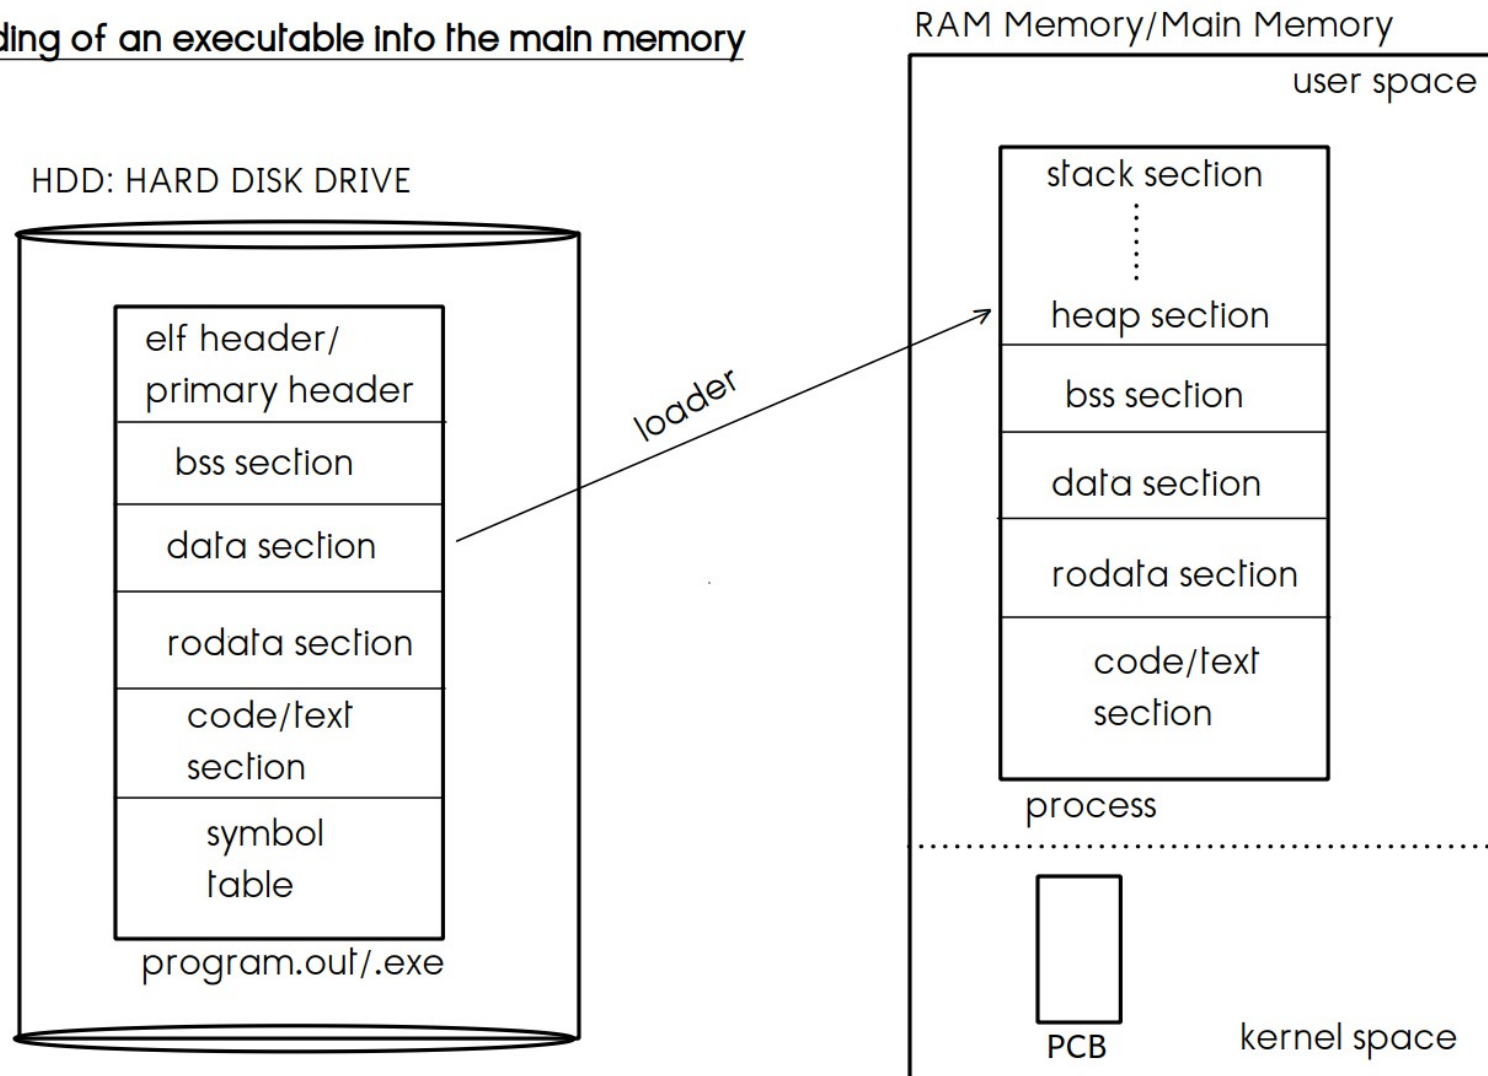 ding of an executable into the main memory
HDD: HARD DISK DRIVE
elf header/
primary header
bss section
data section
rodata section
code/text
section
symbol
table
program.out/.exe
loader
RAM Memory/Main Memory
user space
stack section
heap section
bss section
data section
rodata section
code/text
section
process
PCB
kernel space